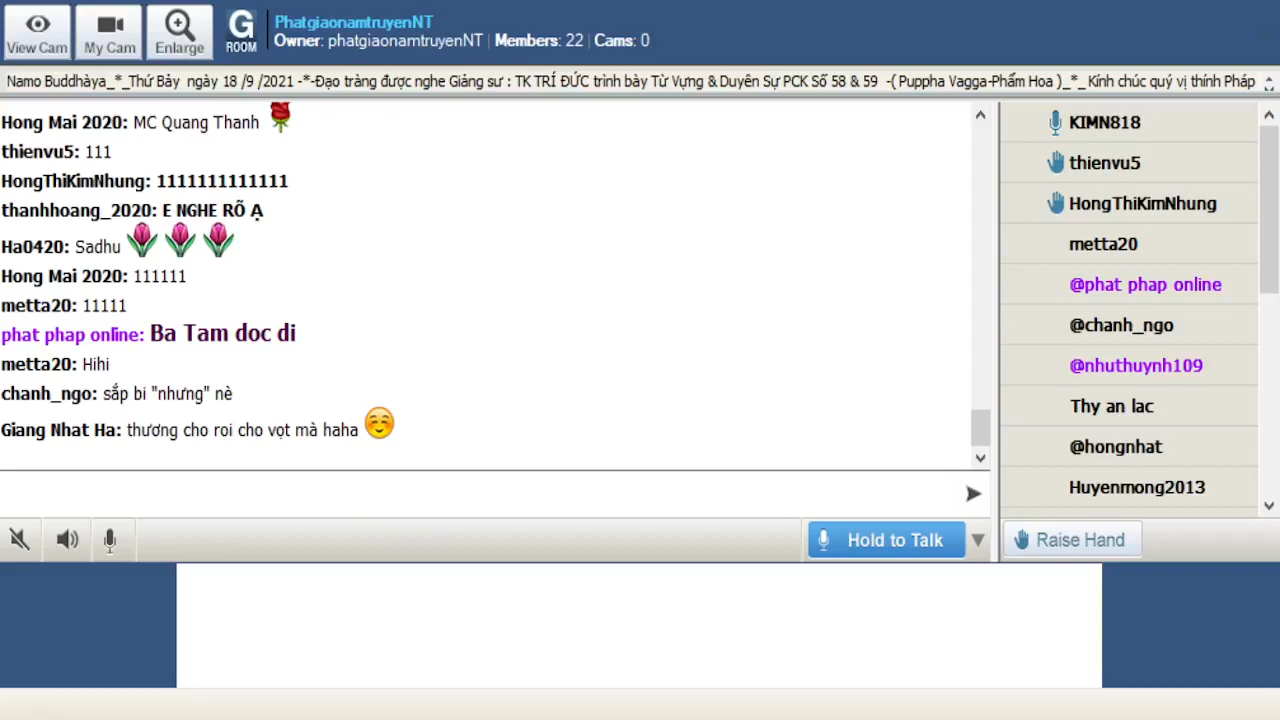 View Cam
My Cam
Enlarge
G
ROOM
PhatgiaonamtruyenNT
Owner: phatgiaonamtruyenNT | Members: 22 | Cams: 0
Namo Buddhàya_*_Thứ Bảy ngày 18 /9 /2021 -*-Đạo tràng được nghe Giảng sư : TK TRÍ ĐỨC trình bày Từ Vựng & Duyên Sự PCK Số 58 & 59 -( Puppha Vagga-Phẩm Hoa )_*_ Kính chúc quý vị thính Pháp
Hong Mai 2020: MC Quang Thanh
thienvu5: 111
HongThiKimNhung: 1111111111111
thanhhoang_2020: E NGHE RÕ Ạ
Ha0420: Sadhu
Hong Mai 2020: 111111
metta20: 11111
phat phap online: Ba Tam doc di
metta20: Hihi
chanh_ngo: sắp bi "nhưng" nè
Giang Nhat Ha: thương cho roi cho vọt mà haha
KIMN818
thienvu5
HongThiKimNhung
metta20
@phat phap online
@chanh_ngo
@nhuthuynh109
Thy an lac
@hongnhat
Huyenmong2013
Hold to Talk
Raise Hand